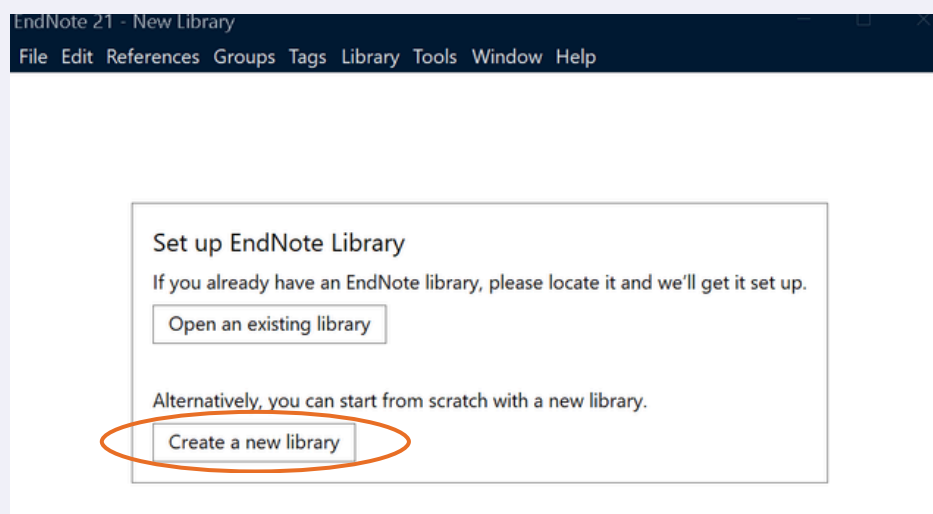 EndNote 21 - New Library
File Edit References Groups Tags Library Tools Window Help
Set up EndNote Library
If you already have an EndNote library, please locate it and we'll get it set up.
Open an existing library
Alternatively, you can start from scratch with a new library.
Create a new library